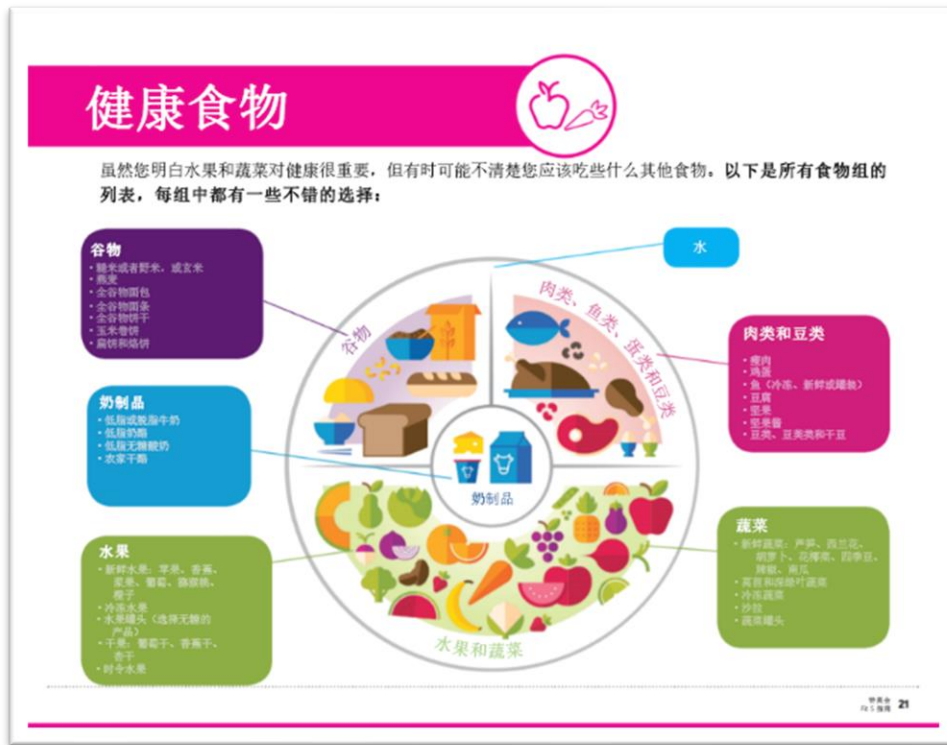 健康食物
虽然您明白水果和蔬菜对健康很重要，但有时可能不清楚您应该吃些什么其他食物。以下是所有食物组的
列表，每组中都有一些不错的选择：
谷物
• 糙米或者野米，或玄米
• 燕麦
• 全谷物面包
• 全谷物面条
• 全谷物饼干
• 玉米卷饼
• 扁饼和烙饼
水
肉类和豆类
• 瘦肉
• 鸡蛋
• 鱼（冷冻、新鲜或罐装）
• 豆腐
• 坚果
• 坚果酱
• 豆类、豆荚类和干豆
奶制品
• 低脂或脱脂牛奶
• 低脂奶酪
• 低脂无糖酸奶
• 农家干酪
水果
• 新鲜水果：苹果、香蕉、
浆果、葡萄、猕猴桃、
橙子
• 冷冻水果
• 水果罐头（选择无糖的
产品）
• 干果：葡萄干、香蕉干、
杏干
• 时令水果
蔬菜
• 新鲜蔬菜：芦笋、西兰花、
胡萝卜、花椰菜、四季豆、
辣椒、南瓜
• 莴苣和深绿叶蔬菜
• 冷冻蔬菜
• 沙拉
• 蔬菜罐头
谷物
肉类、鱼类、蛋类和豆类
奶制品
水果和蔬菜
特奥会
Fit 5 指南
21